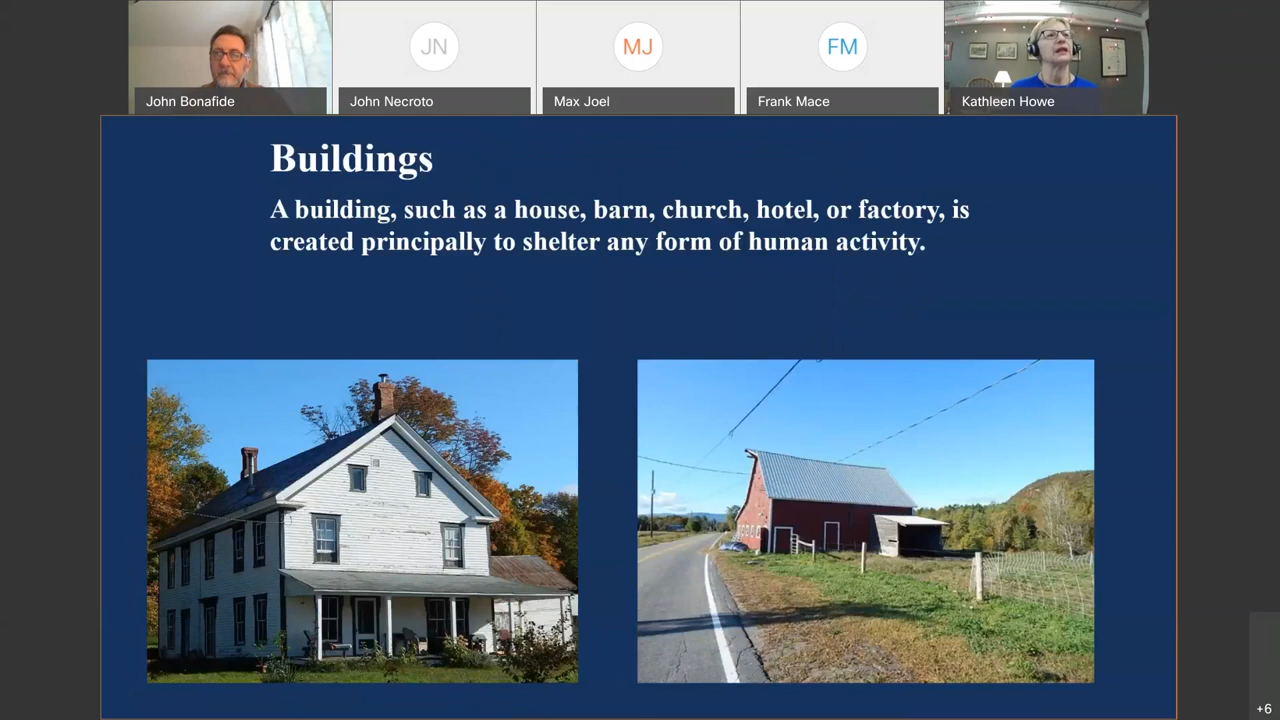 JN
MJ
FM
John Bonafide
John Necroto
Max Joel
Frank Mace
Kathleen Howe
Buildings
A building, such as a house, barn, church, hotel, or factory, is
created principally to shelter any form of human activity.
+6